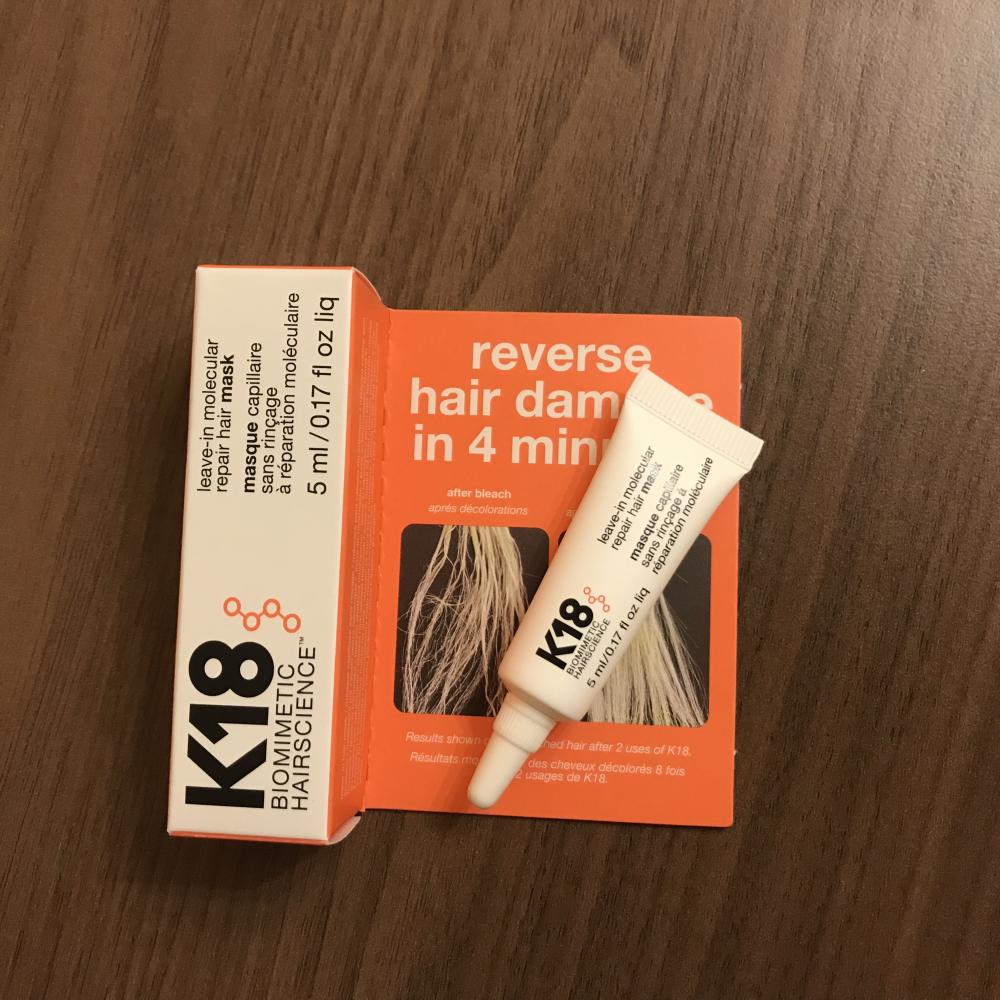 leave-in molecular
repair hair mask
masque capillaire
sans rinçage
à réparation moléculaire
5 ml / 0.17 fl oz liq
K18
BIOMIMETIC
HAIRSCIENCE™
reverse
hair dam e
in 4 min
after bleach
aprés décolorations
Results shown hair after 2 uses of K18.
Résultats des cheveux décolorés 8 fois
2 usages de K18.
leave-in molecular
repair hair mask
masque capillaire
sans rinçage à
réparation moléculaire
K18
BIOMIMETIC
HAIRSCIENCE
5 ml/0.17 fl oz liq